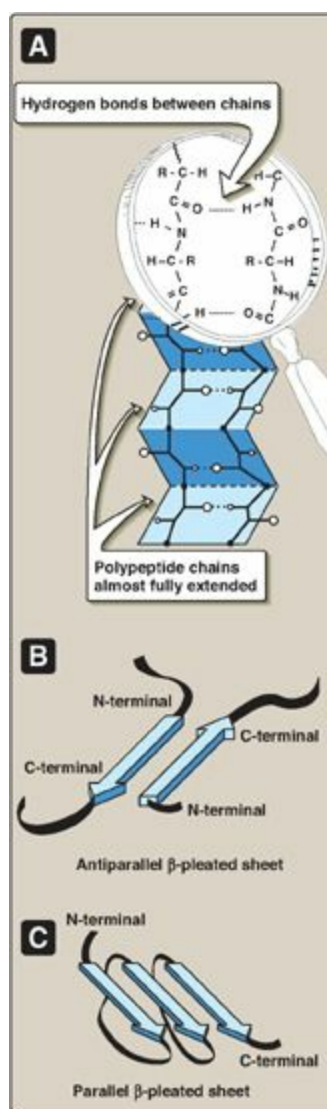 A
Hydrogen bonds between chains
R-C-H
H-C
C=O ······ H-N
··· H-N
C=O
H-C-R
R-C-H
C
N-H
H ······ O=C
Polypeptide chains
almost fully extended
B
N-terminal
C-terminal
C-terminal
N-terminal
Antiparallel β-pleated sheet
C
N-terminal
C-terminal
Parallel β-pleated sheet